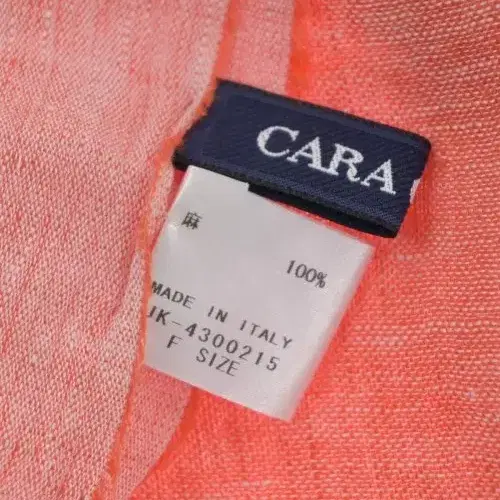 CARA
麻
100%
MADE IN ITALY
JK-4300215
F SIZE